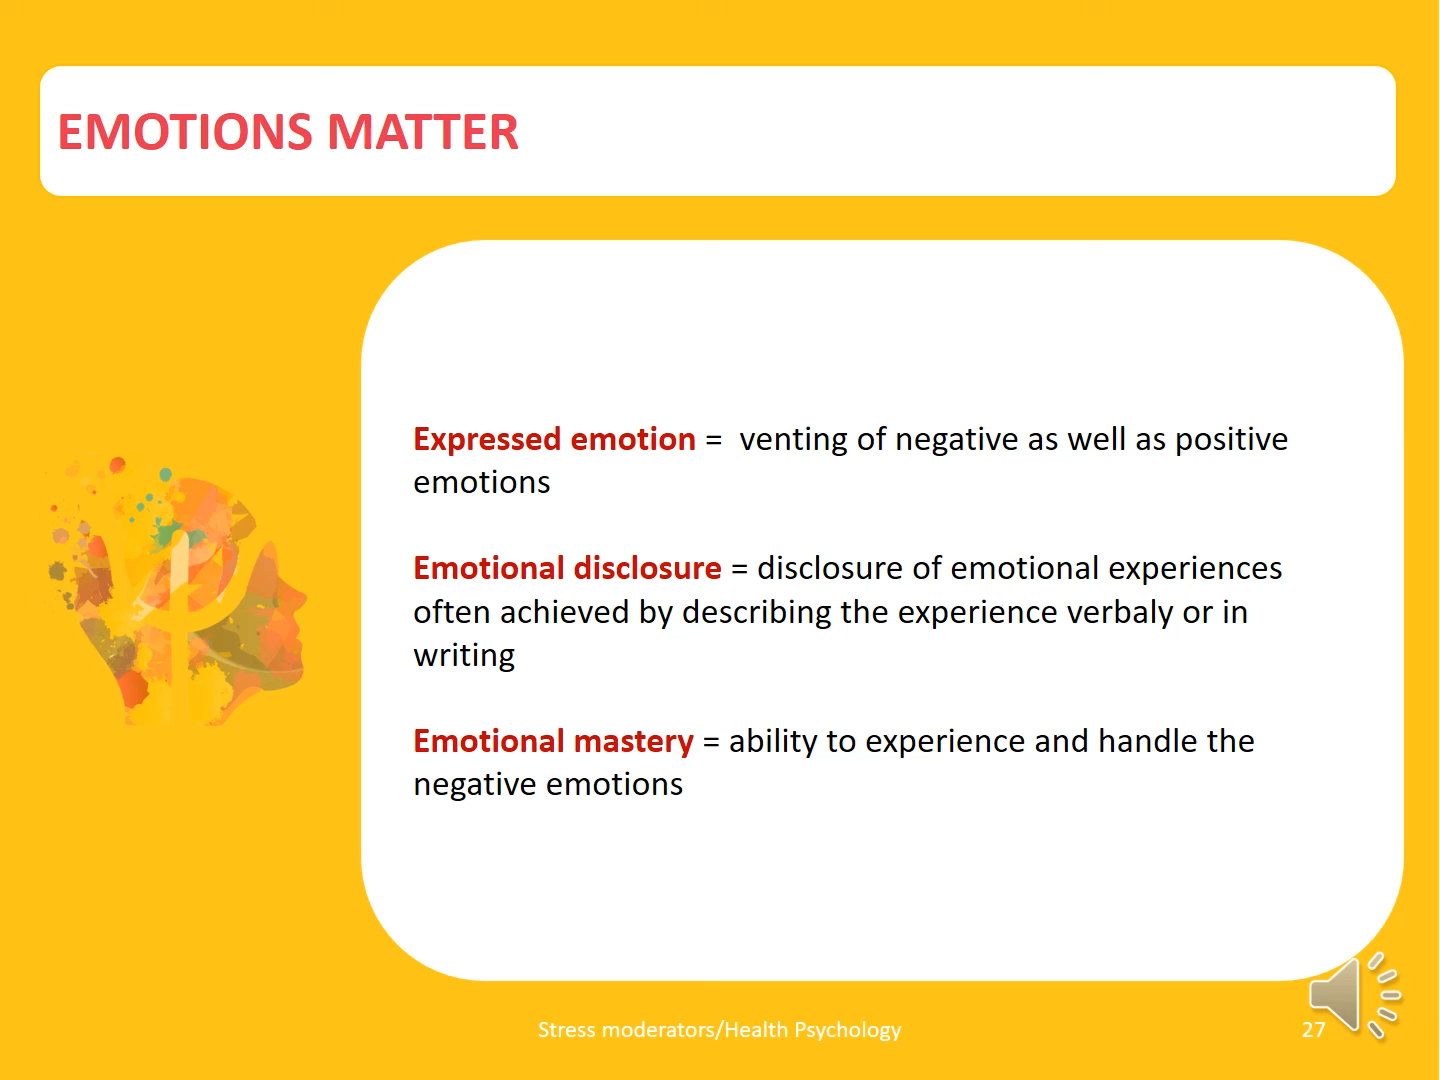 EMOTIONS MATTER
Expressed emotion =  venting of negative as well as positive
emotions
Emotional disclosure = disclosure of emotional experiences
often achieved by describing the experience verbaly or in
writing
Emotional mastery = ability to experience and handle the
negative emotions
Stress moderators/Health Psychology
27